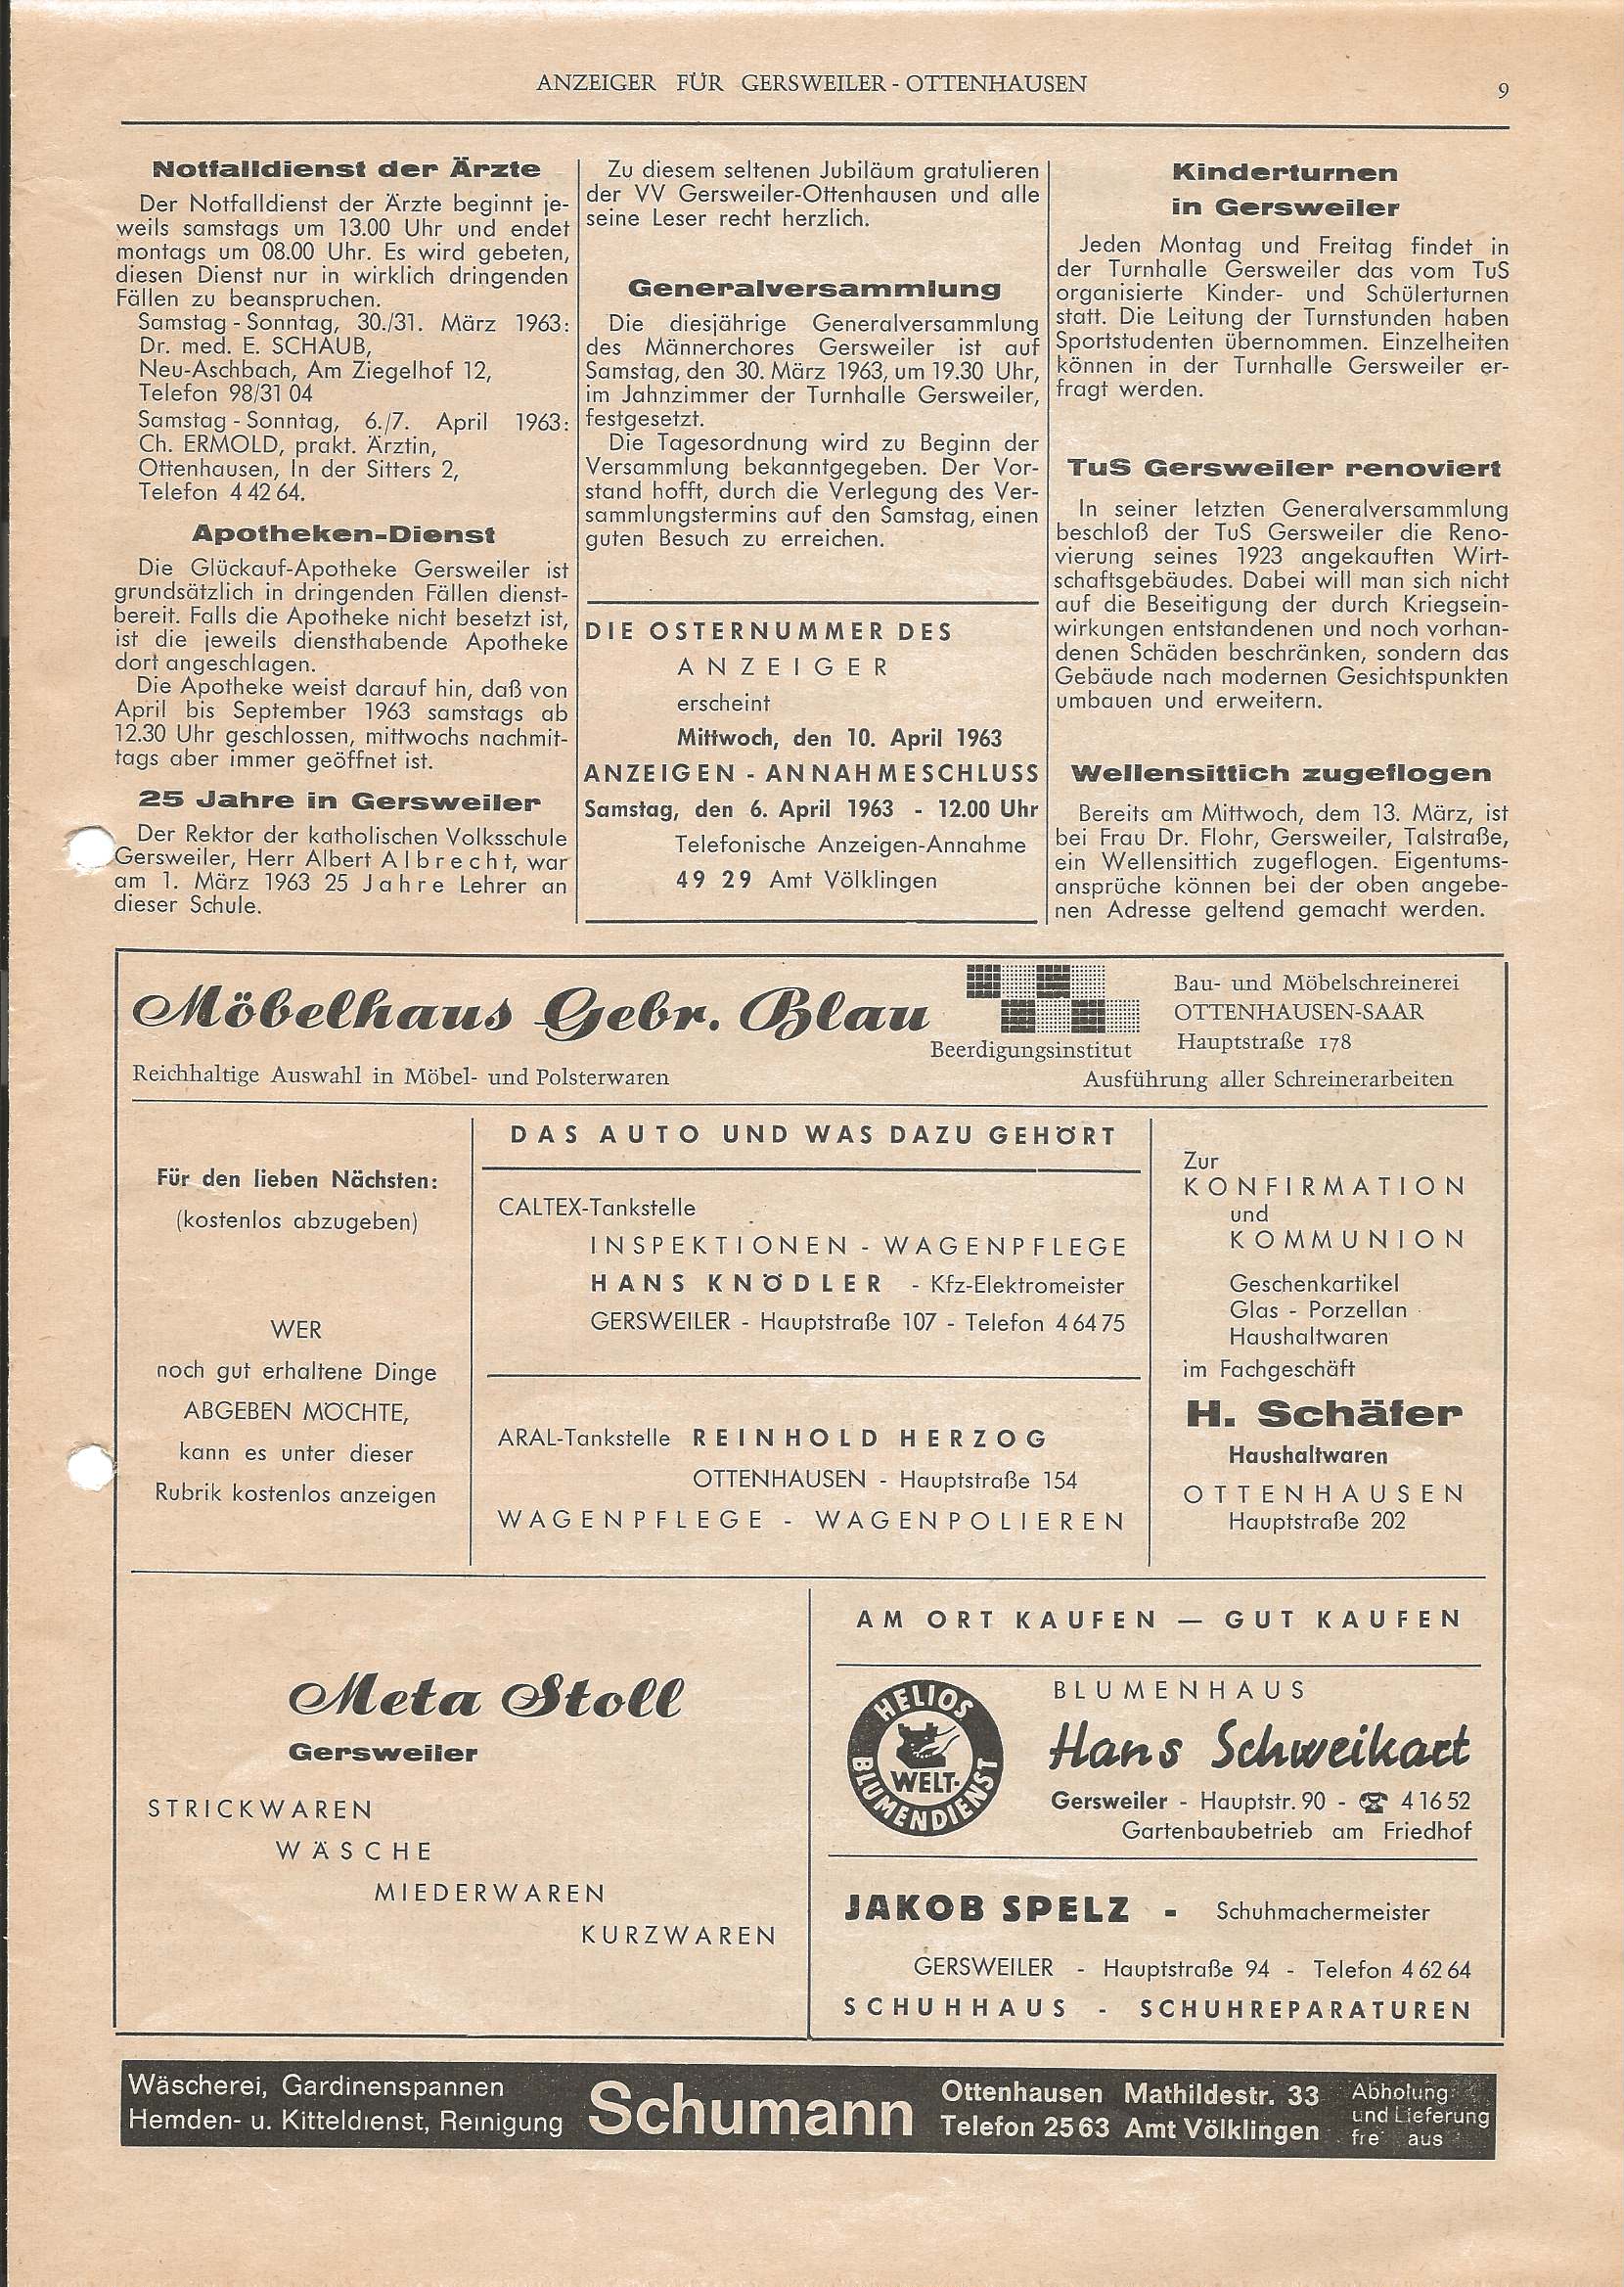 ANZEIGER FÜR GERSWEILER - OTTENHAUSEN
9
Notfalldienst der Ärzte
Der Notfalldienst der Ärzte beginnt je-
weils samstags um 13.00 Uhr und endet
montags um 08.00 Uhr. Es wird gebeten,
diesen Dienst nur in wirklich dringenden
Fällen zu beanspruchen.
Samstag - Sonntag, 30./31. März 1963:
Dr. med. E. SCHAUB,
Neu-Aschbach, Am Ziegelhof 12,
Telefon 98/31 04
Samstag - Sonntag, 6./7. April 1963:
Ch. ERMOLD, prakt. Ärztin,
Ottenhausen, In der Sitters 2,
Telefon 4 42 64.
Apotheken-Dienst
Die Glückauf-Apotheke Gersweiler ist
grundsätzlich in dringenden Fällen dienst-
bereit. Falls die Apotheke nicht besetzt ist,
ist die jeweils diensthabende Apotheke
dort angeschlagen.
Die Apotheke weist darauf hin, daß von
April bis September 1963 samstags ab
12.30 Uhr geschlossen, mittwochs nachmit-
tags aber immer geöffnet ist.
25 Jahre in Gersweiler
Der Rektor der katholischen Volksschule
Gersweiler, Herr Albert Albrecht, war
am 1. März 1963 25 Jahre Lehrer an
dieser Schule.
Zu diesem seltenen Jubiläum gratulieren
der VV Gersweiler-Ottenhausen und alle
seine Leser recht herzlich.
Generalversammlung
Die diesjährige Generalversammlung
des Männerchores Gersweiler ist auf
Samstag, den 30. März 1963, um 19.30 Uhr,
im Jahnzimmer der Turnhalle Gersweiler,
festgesetzt.
Die Tagesordnung wird zu Beginn der
Versammlung bekanntgegeben. Der Vor-
stand hofft, durch die Verlegung des Ver-
sammlungstermins auf den Samstag, einen
guten Besuch zu erreichen.
DIE OSTERNUMMER DES
ANZEIGER
erscheint
Mittwoch, den 10. April 1963
ANZEIGEN - ANNAHMESCHLUSS
Samstag, den 6. April 1963 - 12.00 Uhr
Telefonische Anzeigen-Annahme
49 29 Amt Völklingen
Kinderturnen
in Gersweiler
Jeden Montag und Freitag findet in
der Turnhalle Gersweiler das vom TuS
organisierte Kinder- und Schülerturnen
statt. Die Leitung der Turnstunden haben
Sportstudenten übernommen. Einzelheiten
können in der Turnhalle Gersweiler er-
fragt werden.
TuS Gersweiler renoviert
In seiner letzten Generalversammlung
beschloß der TuS Gersweiler die Reno-
vierung seines 1923 angekauften Wirt-
schaftsgebäudes. Dabei will man sich nicht
auf die Beseitigung der durch Kriegsein-
wirkungen entstandenen und noch vorhan-
denen Schäden beschränken, sondern das
Gebäude nach modernen Gesichtspunkten
umbauen und erweitern.
Wellensittich zugeflogen
Bereits am Mittwoch, dem 13. März, ist
bei Frau Dr. Flohr, Gersweiler, Talstraße,
ein Wellensittich zugeflogen. Eigentums-
ansprüche können bei der oben angebe-
nen Adresse geltend gemacht werden.
Möbelhaus Gebr. Blau
Beerdigungsinstitut
Bau- und Möbelschreinerei
OTTENHAUSEN-SAAR
Hauptstraße 178
Reichhaltige Auswahl in Möbel- und Polsterwaren
Ausführung aller Schreinerarbeiten
Für den lieben Nächsten:
(kostenlos abzugeben)
WER
noch gut erhaltene Dinge
ABGEBEN MÖCHTE,
kann es unter dieser
Rubrik kostenlos anzeigen
DAS AUTO UND WAS DAZU GEHÖRT
CALTEX-Tankstelle
INSPEKTIONEN - WAGENPFLEGE
HANS KNÖDLER - Kfz-Elektromeister
GERSWEILER - Hauptstraße 107 - Telefon 4 64 75
ARAL-Tankstelle REINHOLD HERZOG
OTTENHAUSEN - Hauptstraße 154
WAGENPFLEGE - WAGENPOLIEREN
Zur
KONFIRMATION
und
KOMMUNION
Geschenkartikel
Glas - Porzellan
Haushaltwaren
im Fachgeschäft
H. Schäfer
Haushaltwaren
OTTENHAUSEN
Hauptstraße 202
Meta Stoll
Gersweiler
STRICKWAREN
WÄSCHE
MIEDERWAREN
KURZWAREN
AM ORT KAUFEN — GUT KAUFEN
HELIOS
WELT-
BLUMENDIENST
BLUMENHAUS
Hans Schweikart
Gersweiler - Hauptstr. 90 - ☎ 4 16 52
Gartenbaubetrieb am Friedhof
JAKOB SPELZ - Schuhmachermeister
GERSWEILER - Hauptstraße 94 - Telefon 4 62 64
SCHUHHAUS - SCHUHREPARATUREN
Wäscherei, Gardinenspannen
Hemden- u. Kitteldienst, Reinigung
Schumann
Ottenhausen Mathildestr. 33
Telefon 25 63 Amt Völklingen
Abholung
und Lieferung